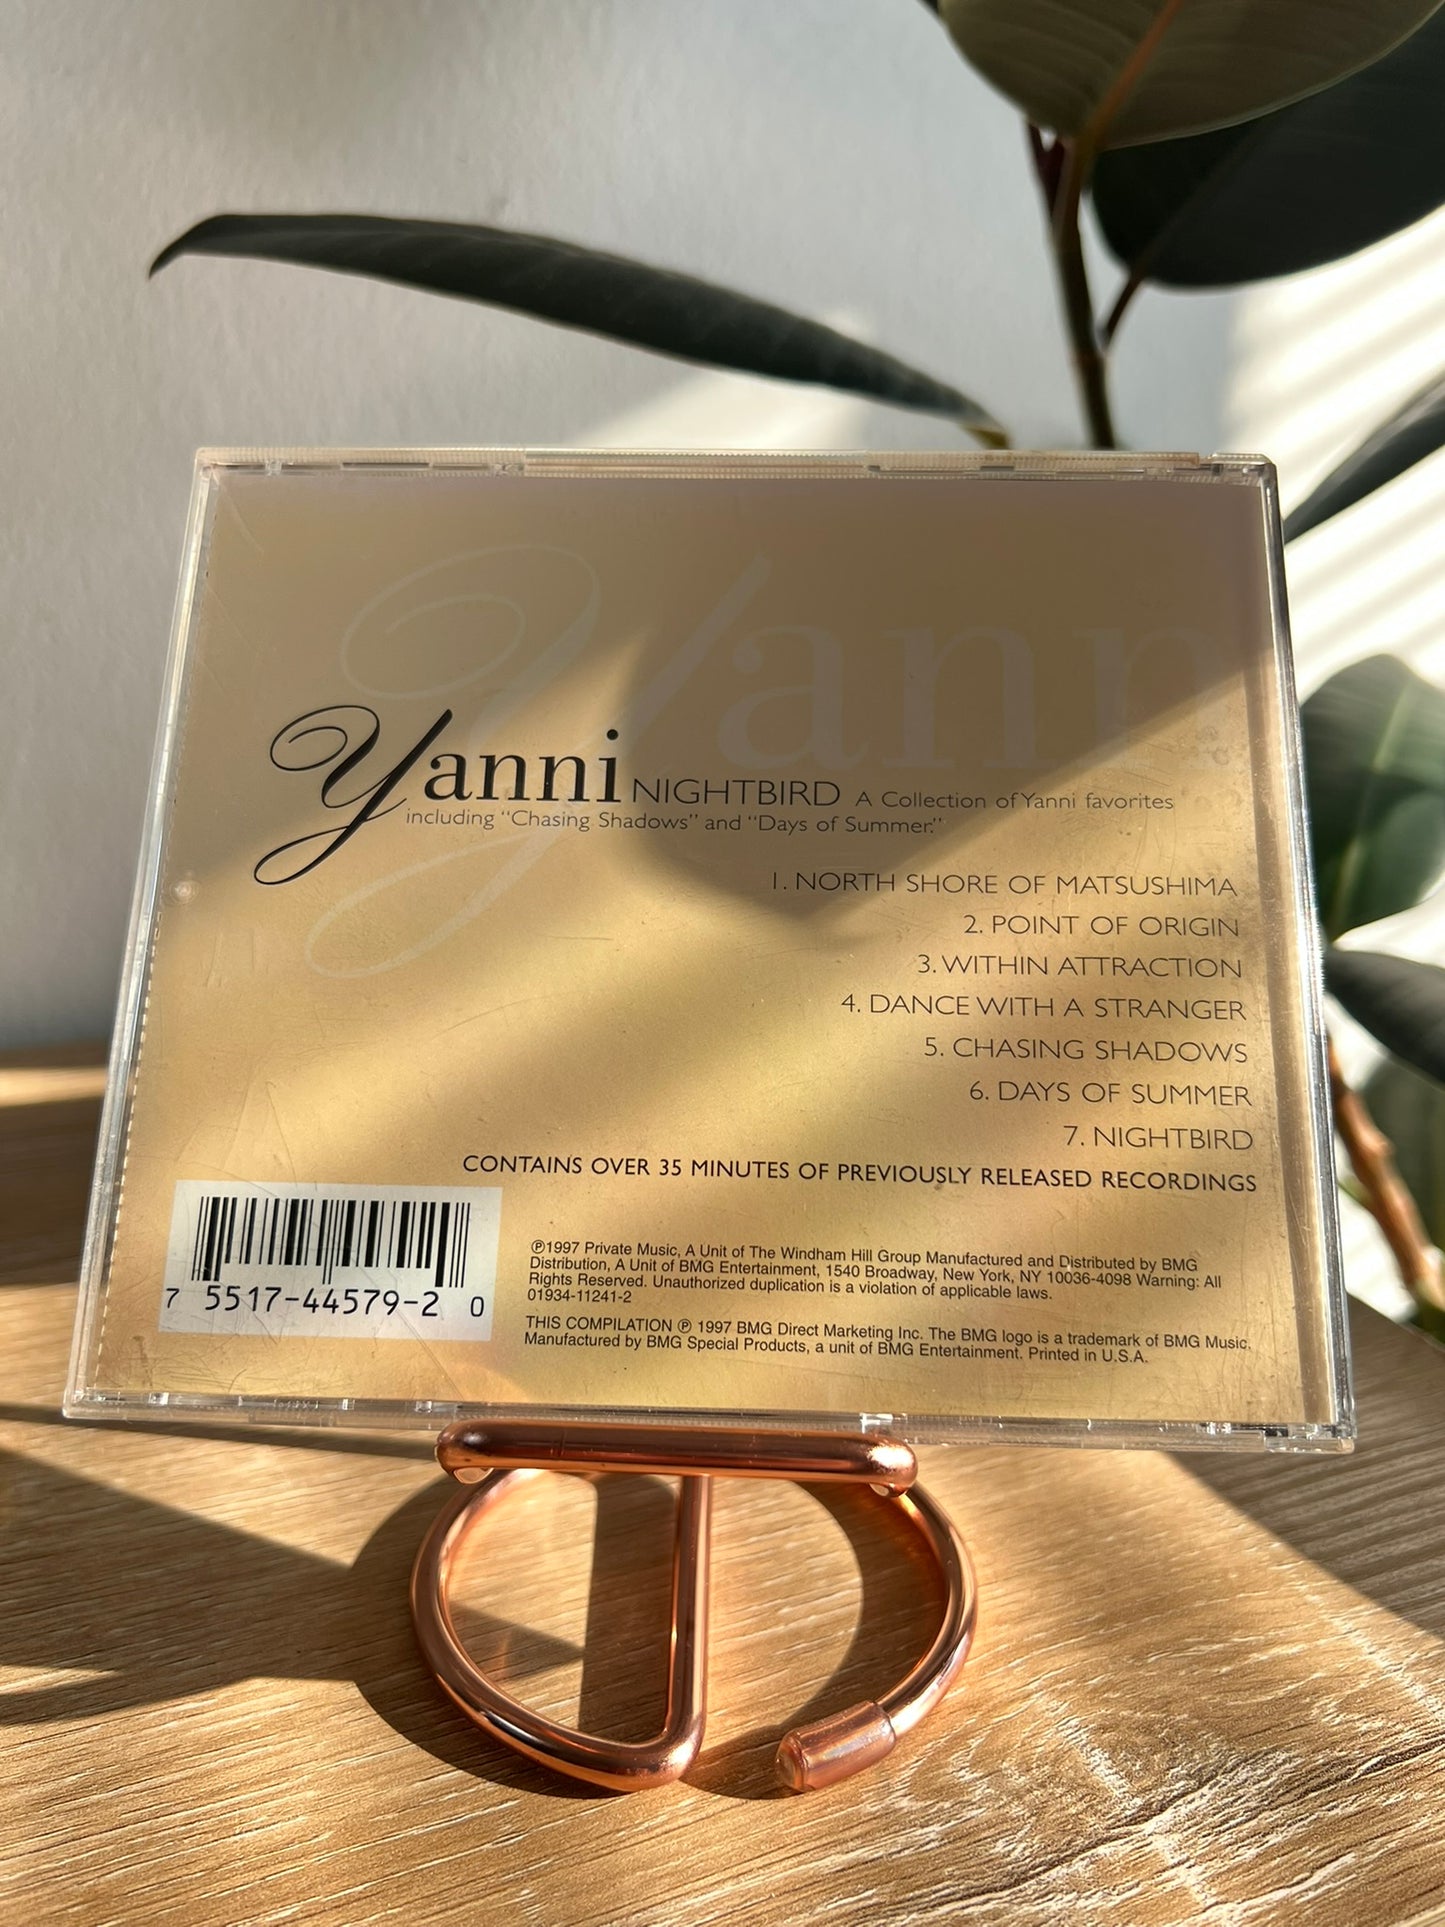 Yanni
Yanni NIGHTBIRD A Collection of Yanni favorites
including "Chasing Shadows" and "Days of Summer."
1. NORTH SHORE OF MATSUSHIMA
2. POINT OF ORIGIN
3. WITHIN ATTRACTION
4. DANCE WITH A STRANGER
5. CHASING SHADOWS
6. DAYS OF SUMMER
7. NIGHTBIRD
CONTAINS OVER 35 MINUTES OF PREVIOUSLY RELEASED RECORDINGS
7 5517-44579-2 0
℗1997 Private Music, A Unit of The Windham Hill Group Manufactured and Distributed by BMG
Distribution, A Unit of BMG Entertainment, 1540 Broadway, New York, NY 10036-4098 Warning: All
Rights Reserved. Unauthorized duplication is a violation of applicable laws.
01934-11241-2
THIS COMPILATION ℗ 1997 BMG Direct Marketing Inc. The BMG logo is a trademark of BMG Music.
Manufactured by BMG Special Products, a unit of BMG Entertainment. Printed in U.S.A.